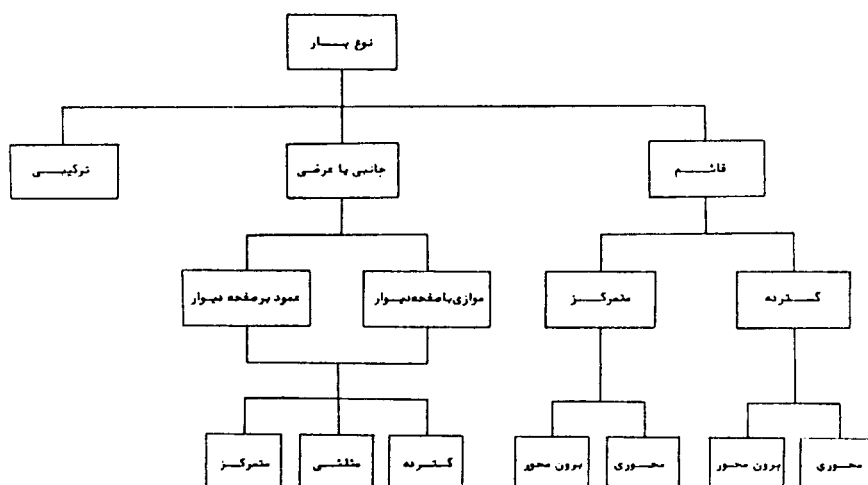 نوع بار
قائم
جانبی یا عرضی
ترکیبی
گسترده
متمرکز
موازی با صفحه دیوار
عمود بر صفحه دیوار
محوری
برون محور
محوری
برون محور
گسترده
مثلثی
متمرکز